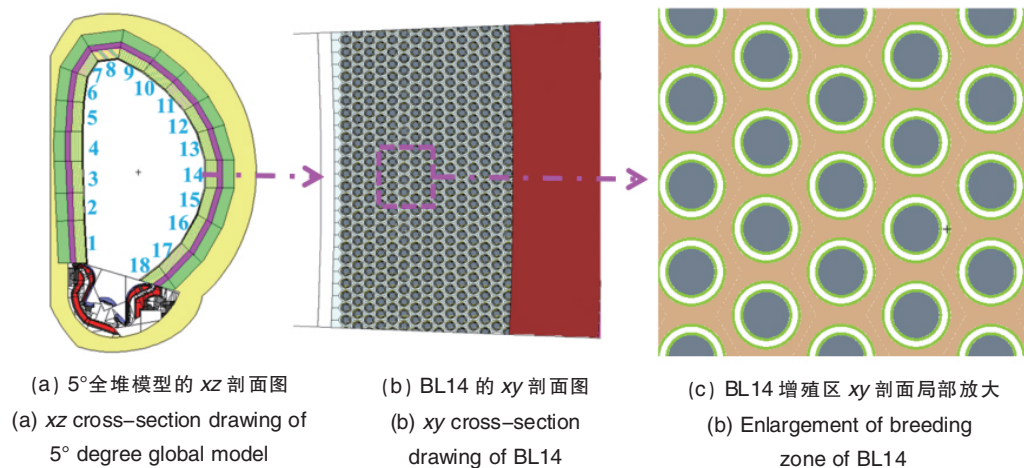 7 8 9
6 10
5 11
12
4 13
3 14
2 15
16
1 17
18
(a) 5°全堆模型的 xz 剖面图
(a) xz cross-section drawing of
5° degree global model
(b) BL14 的 xy 剖面图
(b) xy cross-section
drawing of BL14
(c) BL14 增殖区 xy 剖面局部放大
(b) Enlargement of breeding
zone of BL14